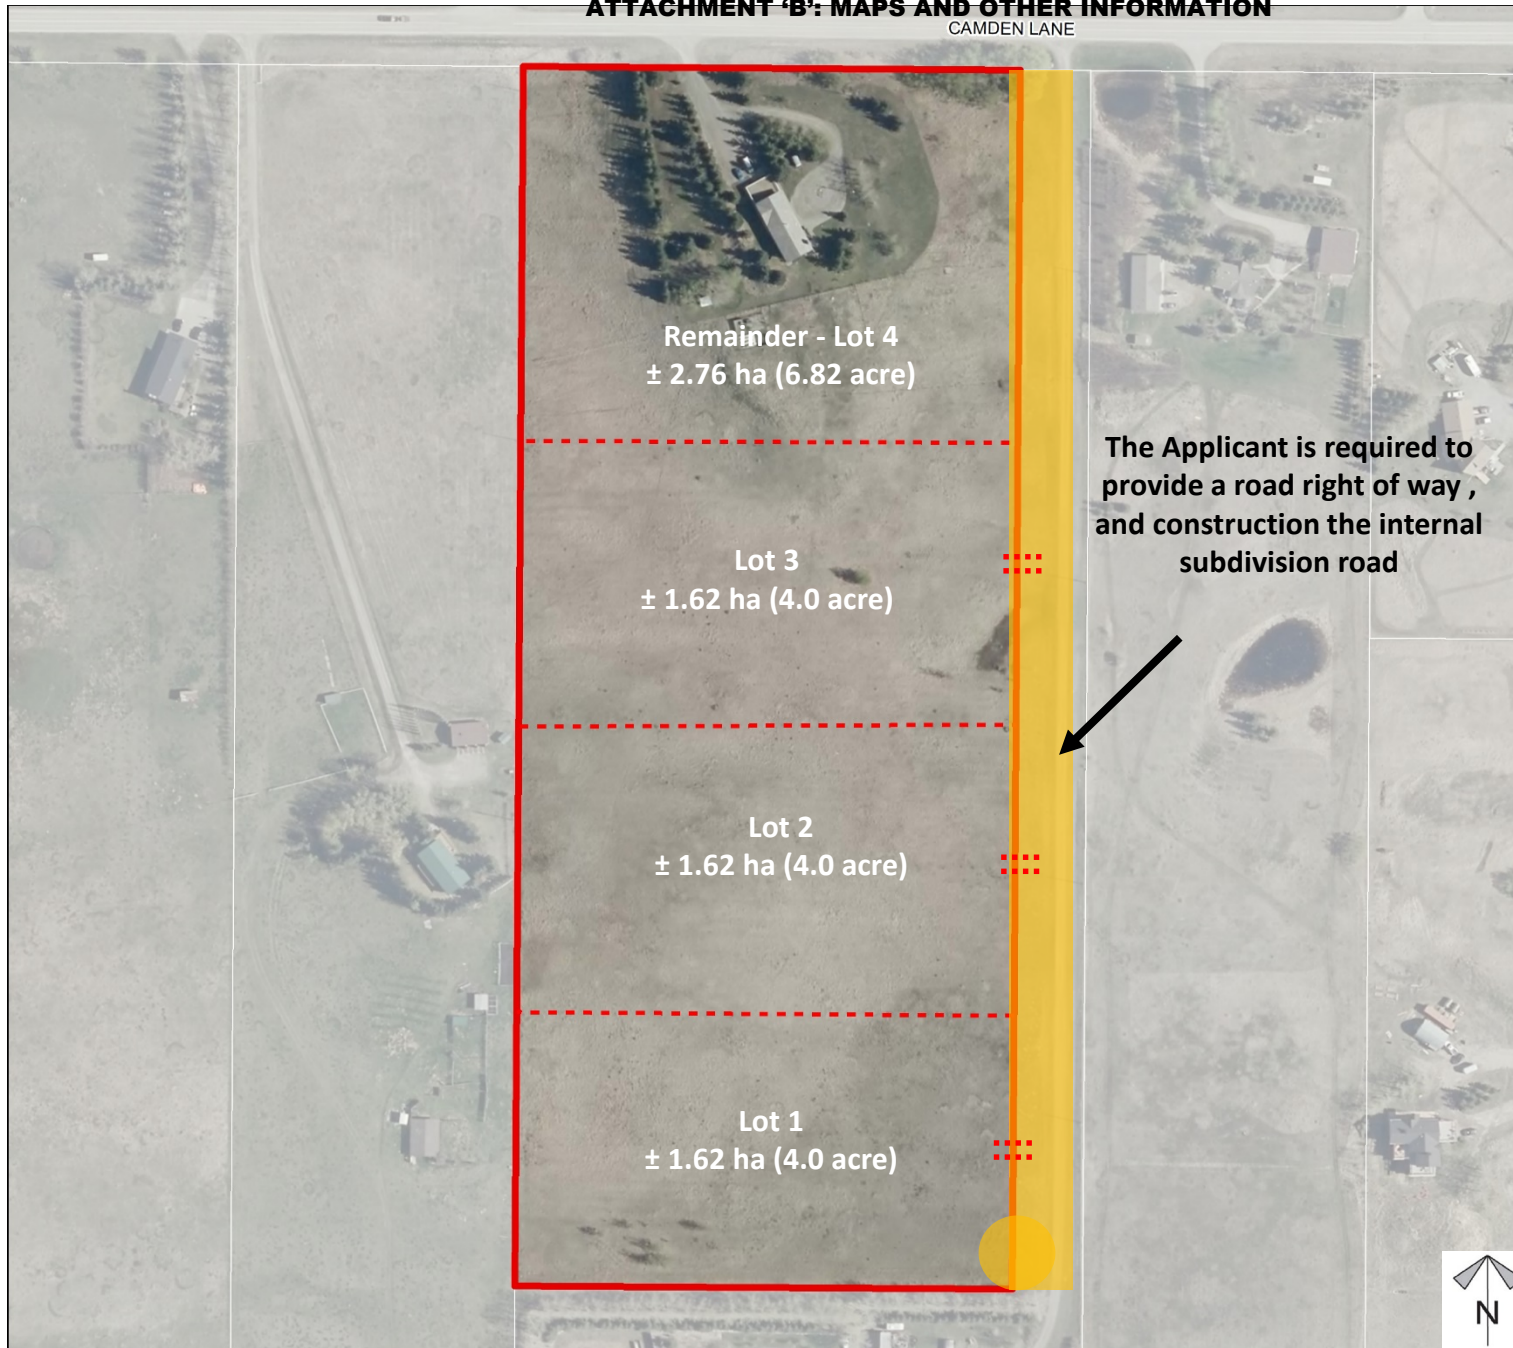 ATTACHMENT ‘B’: MAPS AND OTHER INFORMATION
CAMDEN LANE
Remainder - Lot 4
± 2.76 ha (6.82 acre)
The Applicant is required to
provide a road right of way ,
and construction the internal
subdivision road
Lot 3
± 1.62 ha (4.0 acre)
Lot 2
± 1.62 ha (4.0 acre)
Lot 1
± 1.62 ha (4.0 acre)
N